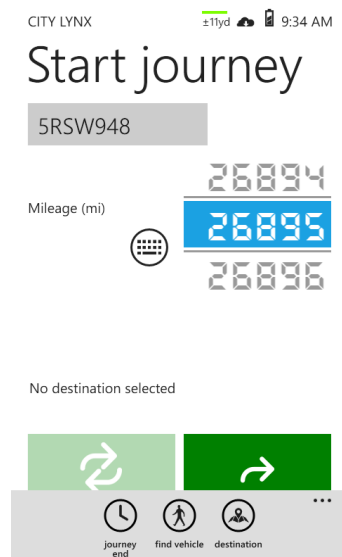 CITY LYNX
±11yd 9:34 AM
Start journey
5RSW948
26894
Mileage (mi)
26895
26896
No destination selected
journey
end
find vehicle
destination